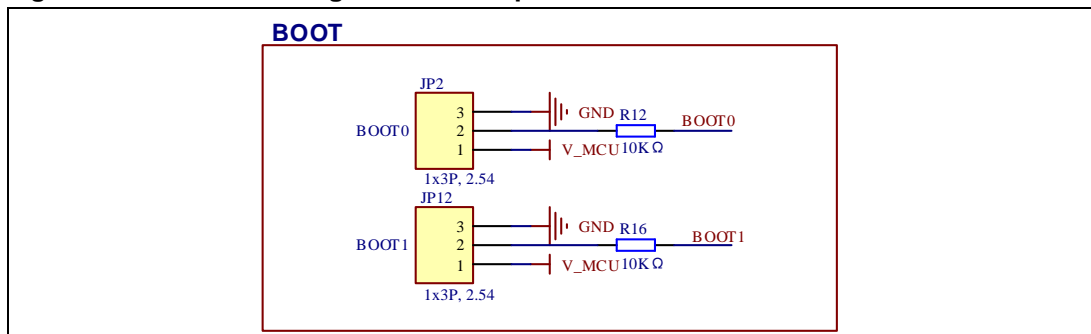 BOOT
JP2
3 GND R12 BOOT0
BOOT0 2
1 V_MCU 10KΩ
1x3P, 2.54
JP12
3 GND R16 BOOT1
BOOT1 2
1 V_MCU 10KΩ
1x3P, 2.54